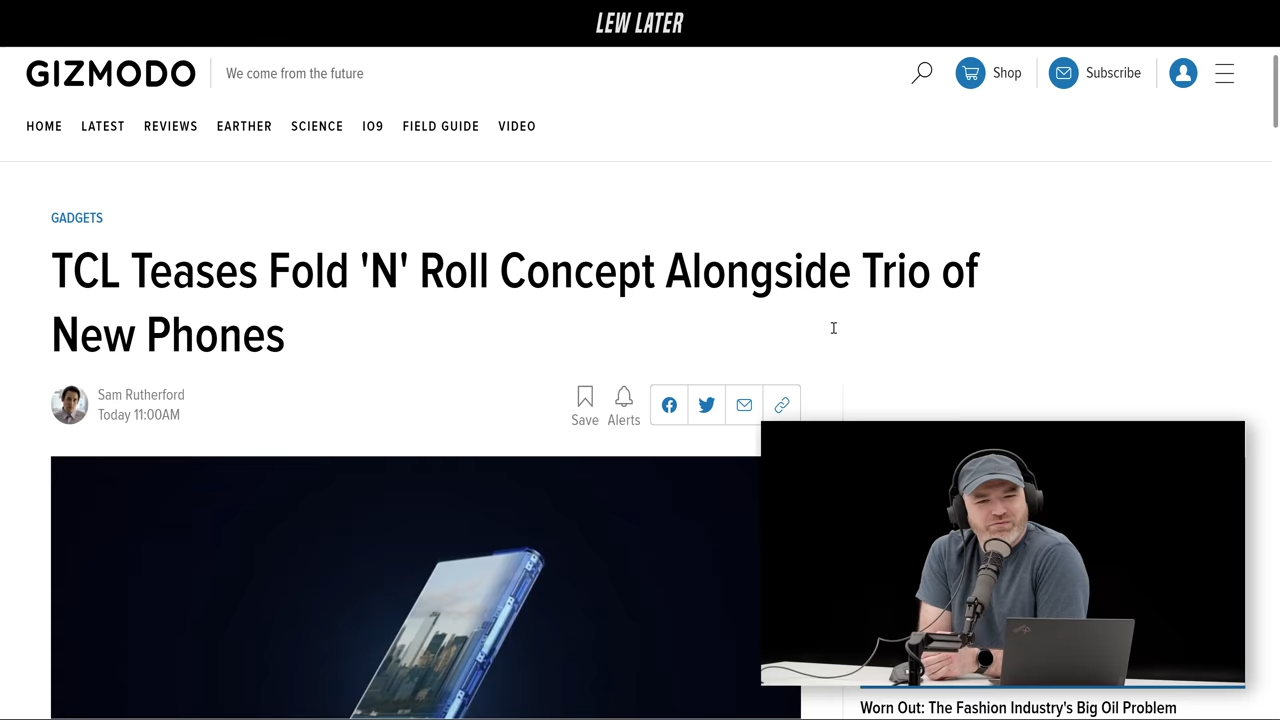 LEW LATER
GIZMODO
We come from the future
Shop
Subscribe
HOME LATEST REVIEWS EARTHER SCIENCE IO9 FIELD GUIDE VIDEO
GADGETS
TCL Teases Fold 'N' Roll Concept Alongside Trio of
New Phones
Sam Rutherford
Today 11:00AM
Save
Alerts
Worn Out: The Fashion Industry's Big Oil Problem